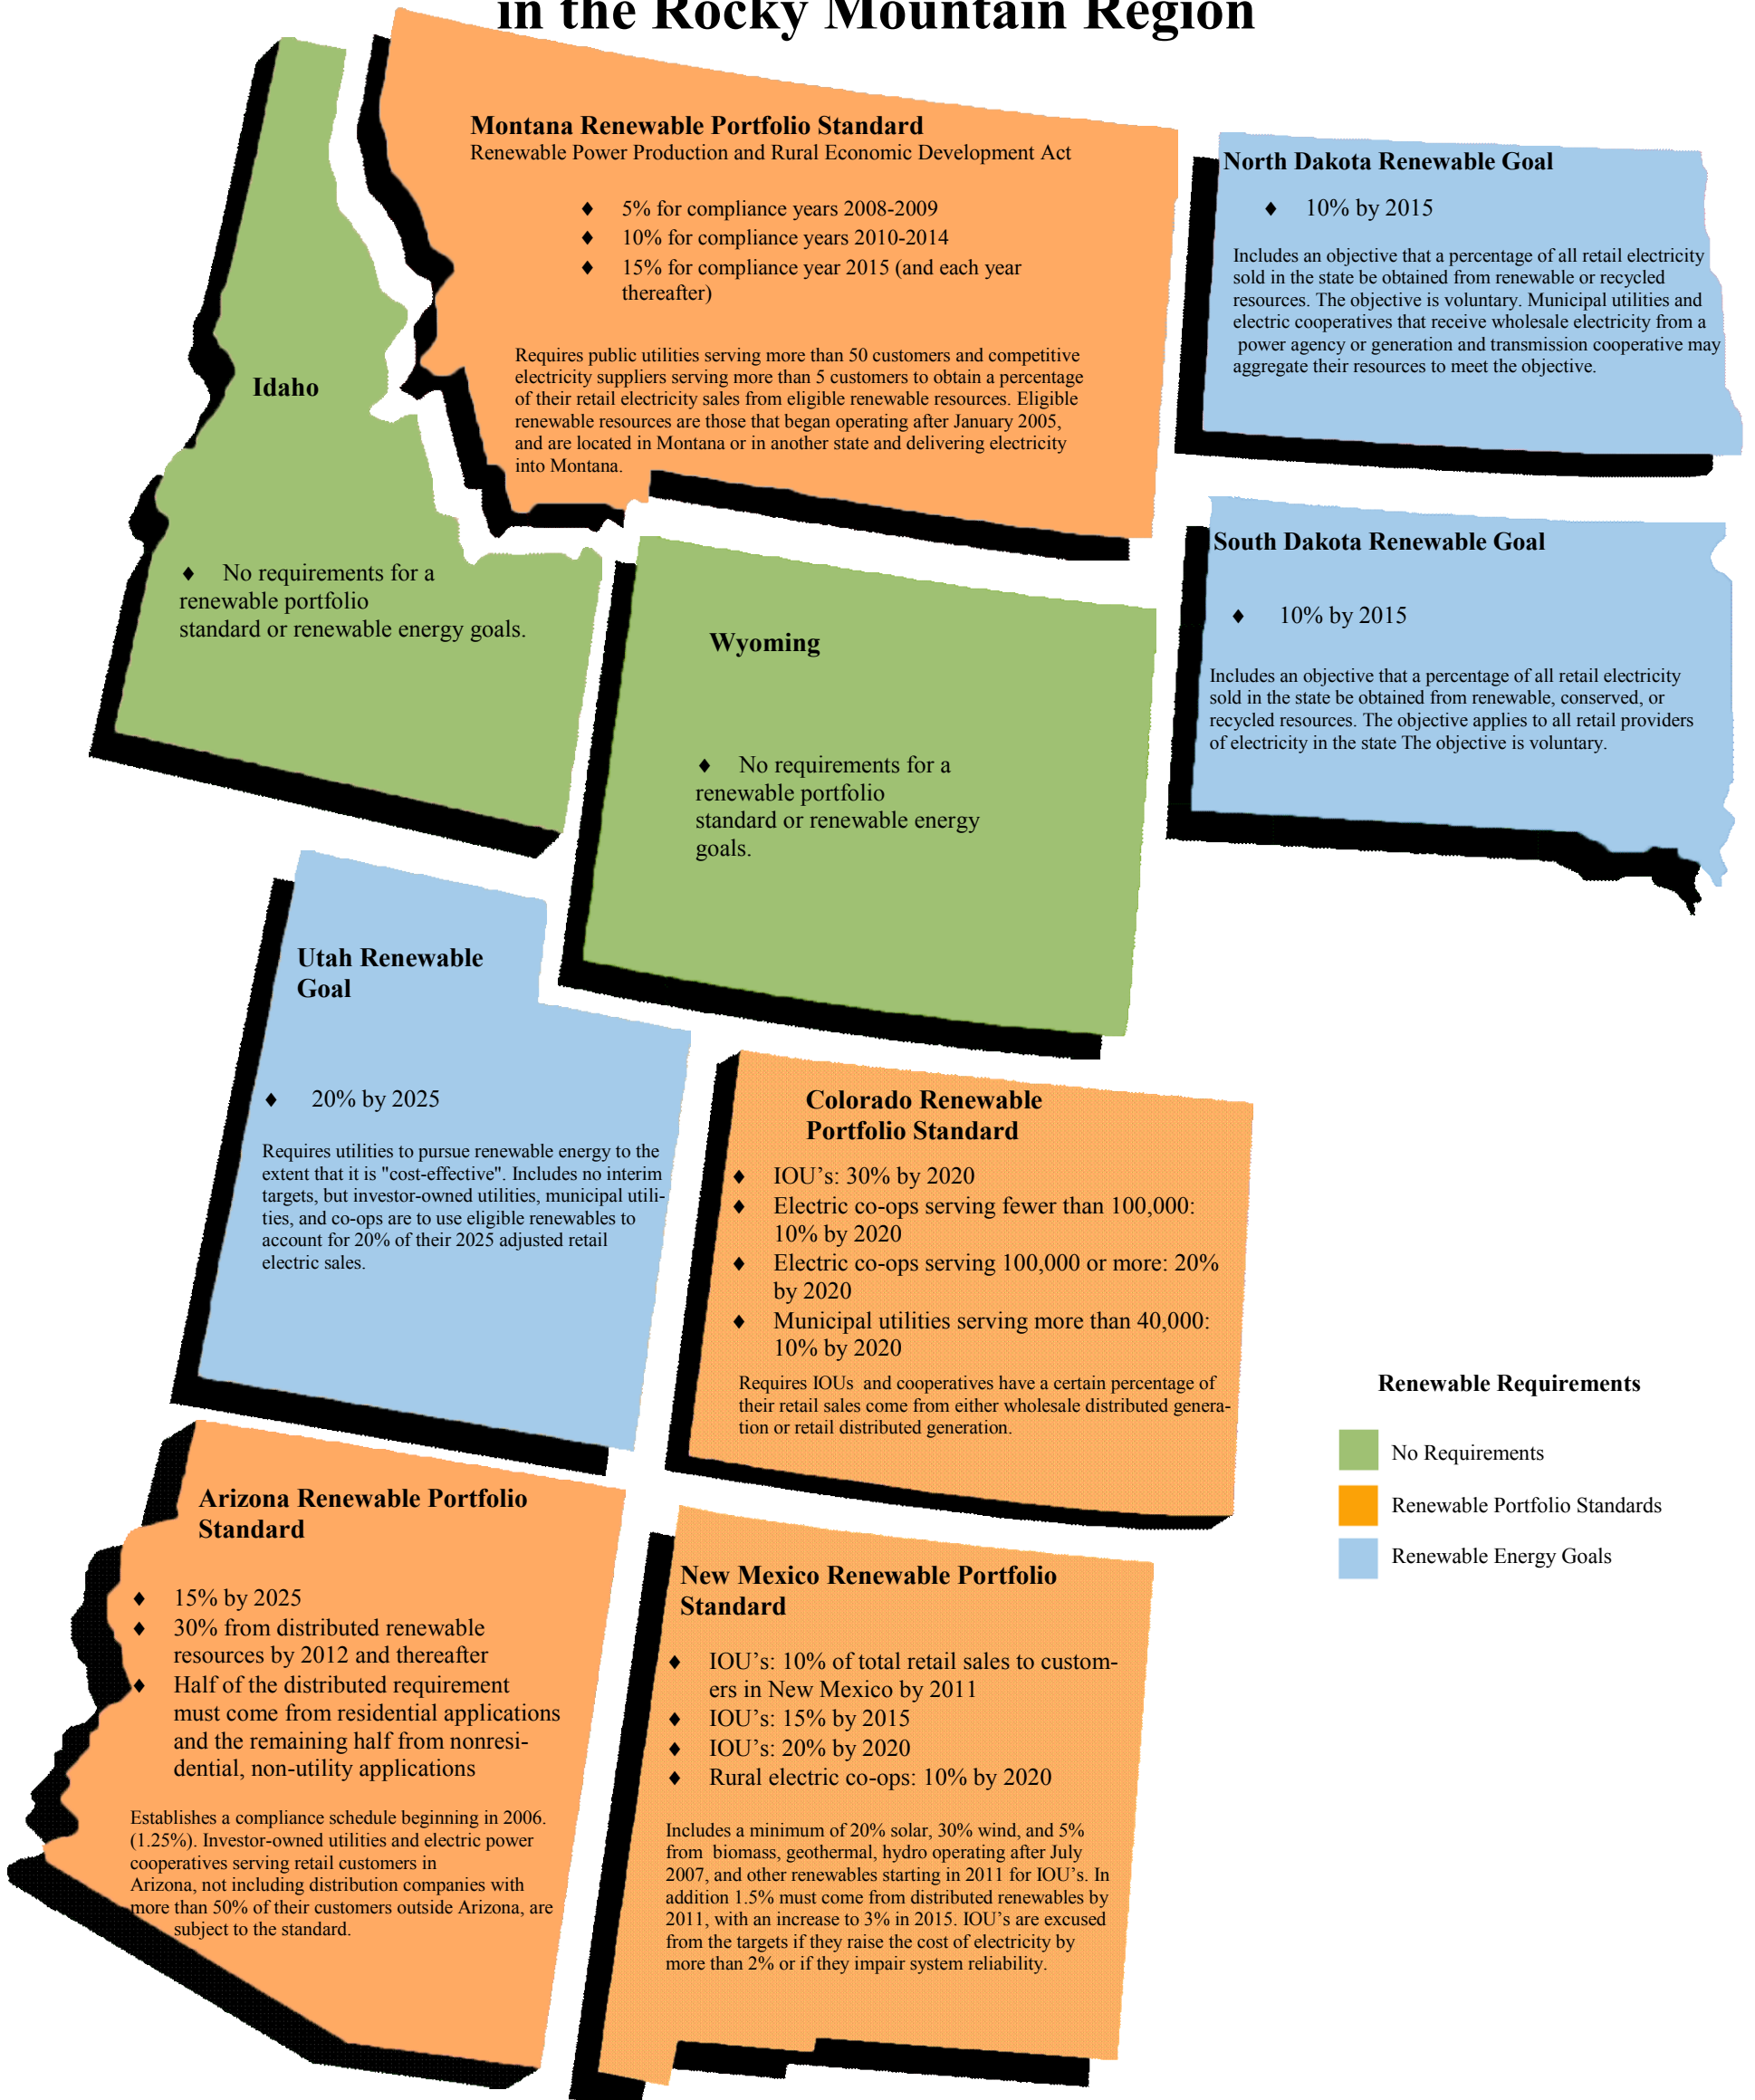 in the Rocky Mountain Region
Montana Renewable Portfolio Standard
Renewable Power Production and Rural Economic Development Act
♦ 5% for compliance years 2008-2009
♦ 10% for compliance years 2010-2014
♦ 15% for compliance year 2015 (and each year
thereafter)
Requires public utilities serving more than 50 customers and competitive
electricity suppliers serving more than 5 customers to obtain a percentage
of their retail electricity sales from eligible renewable resources. Eligible
renewable resources are those that began operating after January 2005,
and are located in Montana or in another state and delivering electricity
into Montana.
North Dakota Renewable Goal
♦ 10% by 2015
Includes an objective that a percentage of all retail electricity
sold in the state be obtained from renewable or recycled
resources. The objective is voluntary. Municipal utilities and
electric cooperatives that receive wholesale electricity from a
power agency or generation and transmission cooperative may
aggregate their resources to meet the objective.
Idaho
♦ No requirements for a
renewable portfolio
standard or renewable energy goals.
Wyoming
♦ No requirements for a
renewable portfolio
standard or renewable energy
goals.
South Dakota Renewable Goal
♦ 10% by 2015
Includes an objective that a percentage of all retail electricity
sold in the state be obtained from renewable, conserved, or
recycled resources. The objective applies to all retail providers
of electricity in the state The objective is voluntary.
Utah Renewable
Goal
♦ 20% by 2025
Requires utilities to pursue renewable energy to the
extent that it is "cost-effective". Includes no interim
targets, but investor-owned utilities, municipal utili-
ties, and co-ops are to use eligible renewables to
account for 20% of their 2025 adjusted retail
electric sales.
Colorado Renewable
Portfolio Standard
♦ IOU’s: 30% by 2020
♦ Electric co-ops serving fewer than 100,000:
10% by 2020
♦ Electric co-ops serving 100,000 or more: 20%
by 2020
♦ Municipal utilities serving more than 40,000:
10% by 2020
Requires IOUs and cooperatives have a certain percentage of
their retail sales come from either wholesale distributed genera-
tion or retail distributed generation.
Renewable Requirements
No Requirements
Renewable Portfolio Standards
Renewable Energy Goals
Arizona Renewable Portfolio
Standard
♦ 15% by 2025
♦ 30% from distributed renewable
resources by 2012 and thereafter
♦ Half of the distributed requirement
must come from residential applications
and the remaining half from nonresi-
dential, non-utility applications
Establishes a compliance schedule beginning in 2006.
(1.25%). Investor-owned utilities and electric power
cooperatives serving retail customers in
Arizona, not including distribution companies with
more than 50% of their customers outside Arizona, are
subject to the standard.
New Mexico Renewable Portfolio
Standard
♦ IOU’s: 10% of total retail sales to custom-
ers in New Mexico by 2011
♦ IOU’s: 15% by 2015
♦ IOU’s: 20% by 2020
♦ Rural electric co-ops: 10% by 2020
Includes a minimum of 20% solar, 30% wind, and 5%
from biomass, geothermal, hydro operating after July
2007, and other renewables starting in 2011 for IOU’s. In
addition 1.5% must come from distributed renewables by
2011, with an increase to 3% in 2015. IOU’s are excused
from the targets if they raise the cost of electricity by
more than 2% or if they impair system reliability.